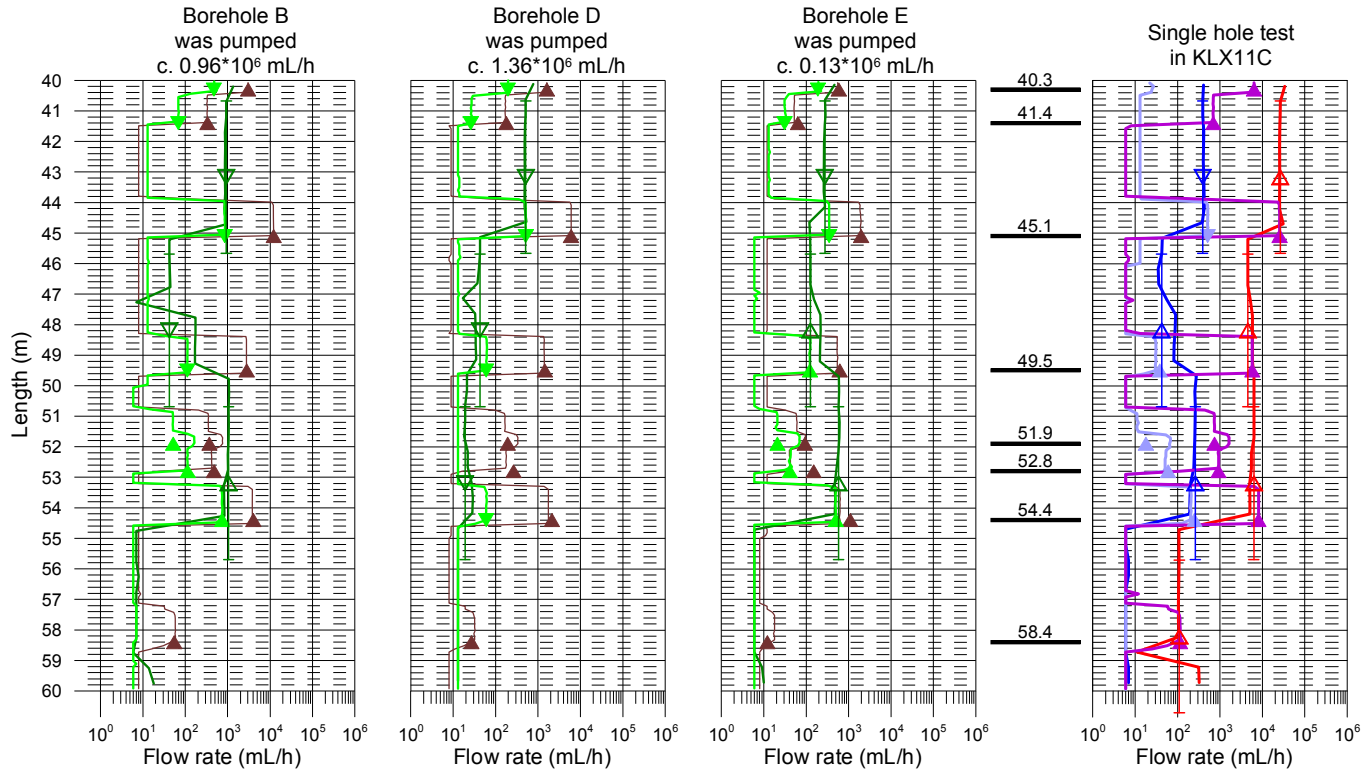 Borehole B
was pumped
c. 0.96*10⁶ mL/h
Borehole D
was pumped
c. 1.36*10⁶ mL/h
Borehole E
was pumped
c. 0.13*10⁶ mL/h
Single hole test
in KLX11C
Length (m)
40
41
42
43
44
45
46
47
48
49
50
51
52
53
54
55
56
57
58
59
60
40.3
41.4
45.1
49.5
51.9
52.8
54.4
58.4
10⁰ 10¹ 10² 10³ 10⁴ 10⁵ 10⁶
10⁰ 10¹ 10² 10³ 10⁴ 10⁵ 10⁶
10⁰ 10¹ 10² 10³ 10⁴ 10⁵ 10⁶
10⁰ 10¹ 10² 10³ 10⁴ 10⁵ 10⁶
Flow rate (mL/h)
Flow rate (mL/h)
Flow rate (mL/h)
Flow rate (mL/h)